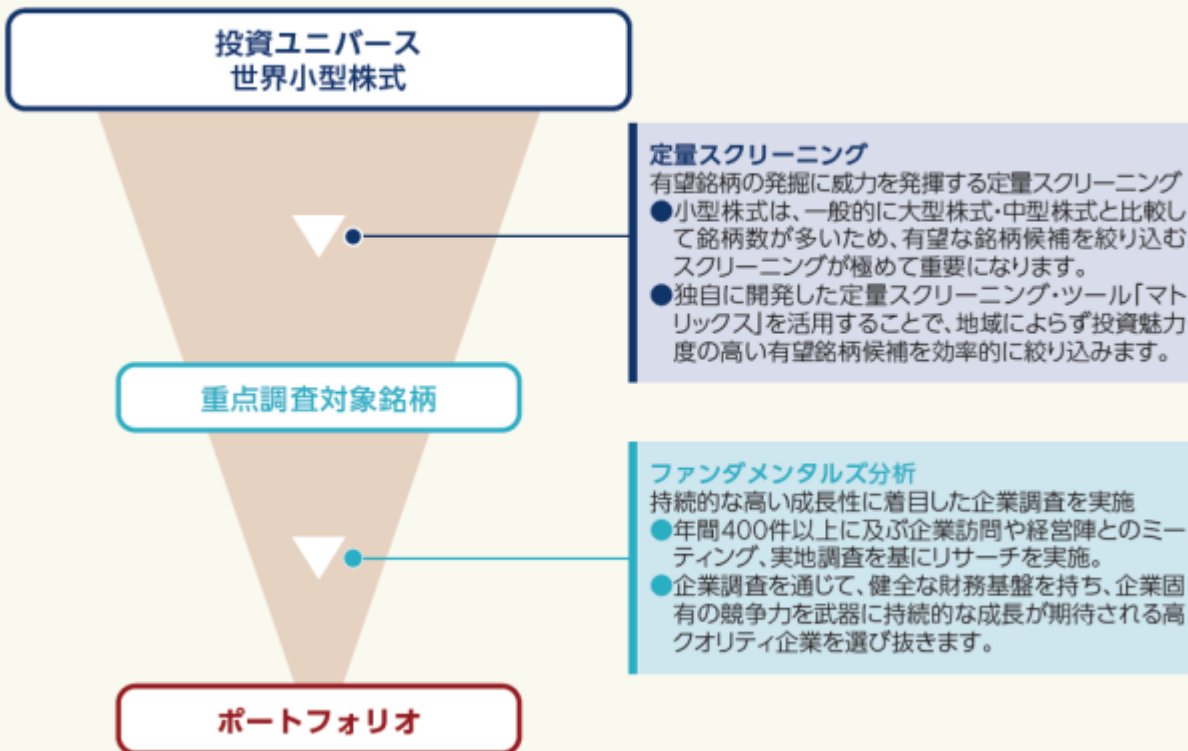 投資ユニバース
世界小型株式
定量スクリーニング
有望銘柄の発掘に威力を発揮する定量スクリーニング
●小型株式は、一般的に大型株式・中型株式と比較し
て銘柄数が多いため、有望な銘柄候補を絞り込む
スクリーニングが極めて重要になります。
●独自に開発した定量スクリーニング・ツール「マト
リックス」を活用することで、地域によらず投資魅力
度の高い有望銘柄候補を効率的に絞り込みます。
重点調査対象銘柄
ファンダメンタルズ分析
持続的な高い成長性に着目した企業調査を実施
●年間400件以上に及ぶ企業訪問や経営陣とのミー
ティング、実地調査を基にリサーチを実施。
●企業調査を通じて、健全な財務基盤を持ち、企業固
有の競争力を武器に持続的な成長が期待される高
クオリティ企業を選び抜きます。
ポートフォリオ